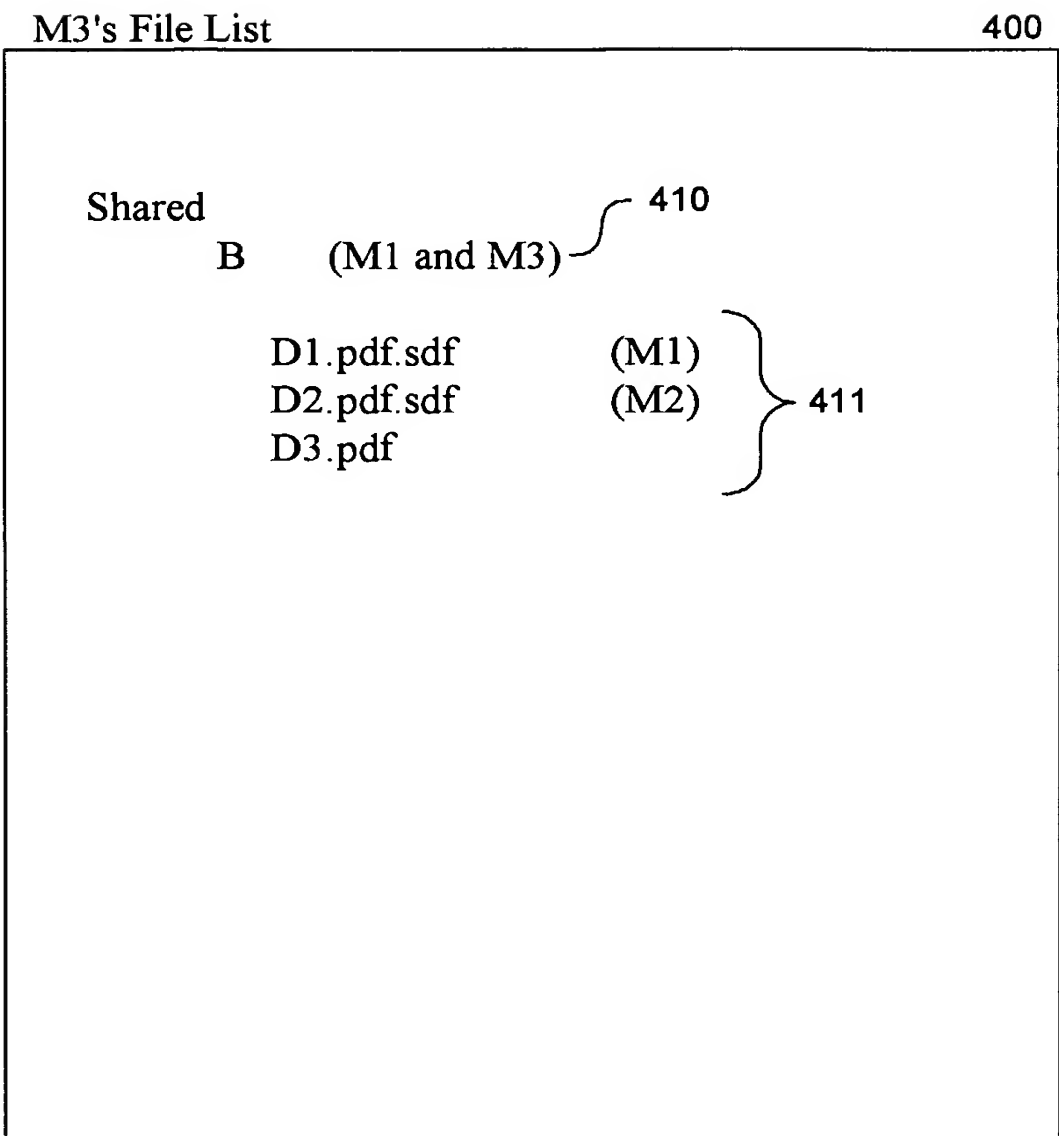 M3's File List 400
Shared 410
B (M1 and M3)
D1.pdf.sdf (M1)
D2.pdf.sdf (M2) 411
D3.pdf